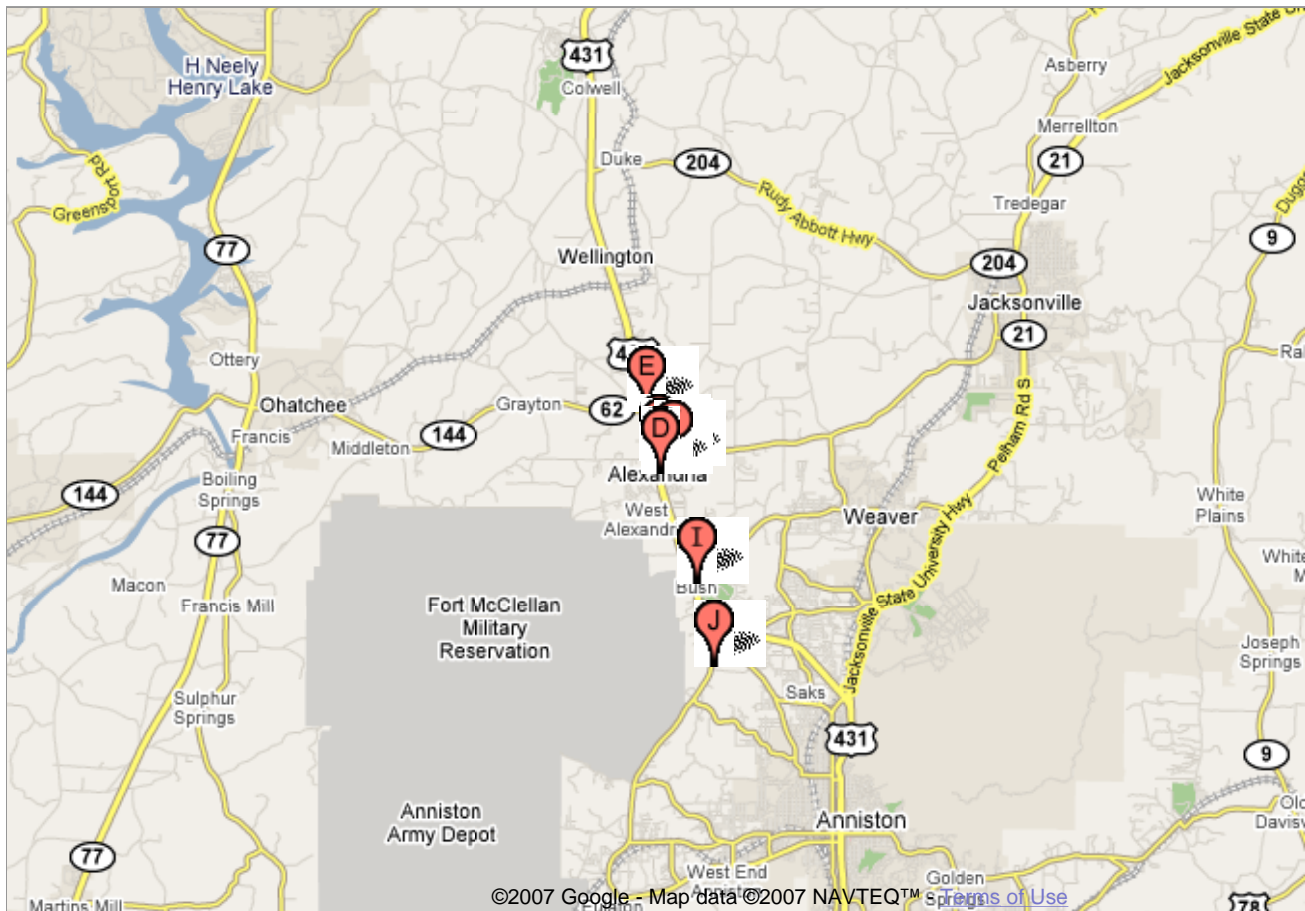 431
Colwell
H Neely
Henry Lake
Asberry
Jacksonville State Un
Merrellton
21
Duke
204
Greensport Rd
Rudy Abbott Hwy
Tredegar
9
77
Wellington
204
Jacksonville
21
Ottery
E
Ohatchee
Grayton
62
D
Pelham Rd S
Francis
144
Middleton
Boiling
Springs
144
Alexandria
West
White
Plains
Weaver
77
I
Jacksonville State University Hwy
Macon
Francis Mill
Bush
Fort McClellan
Military
Reservation
J
Joseph
Springs
Sulphur
Springs
Saks
431
9
Anniston
Army Depot
Anniston
77
West End
Anniston
Golden
Springs
Martins Mill
78
©2007 Google - Map data ©2007 NAVTEQ™ Terms of Use